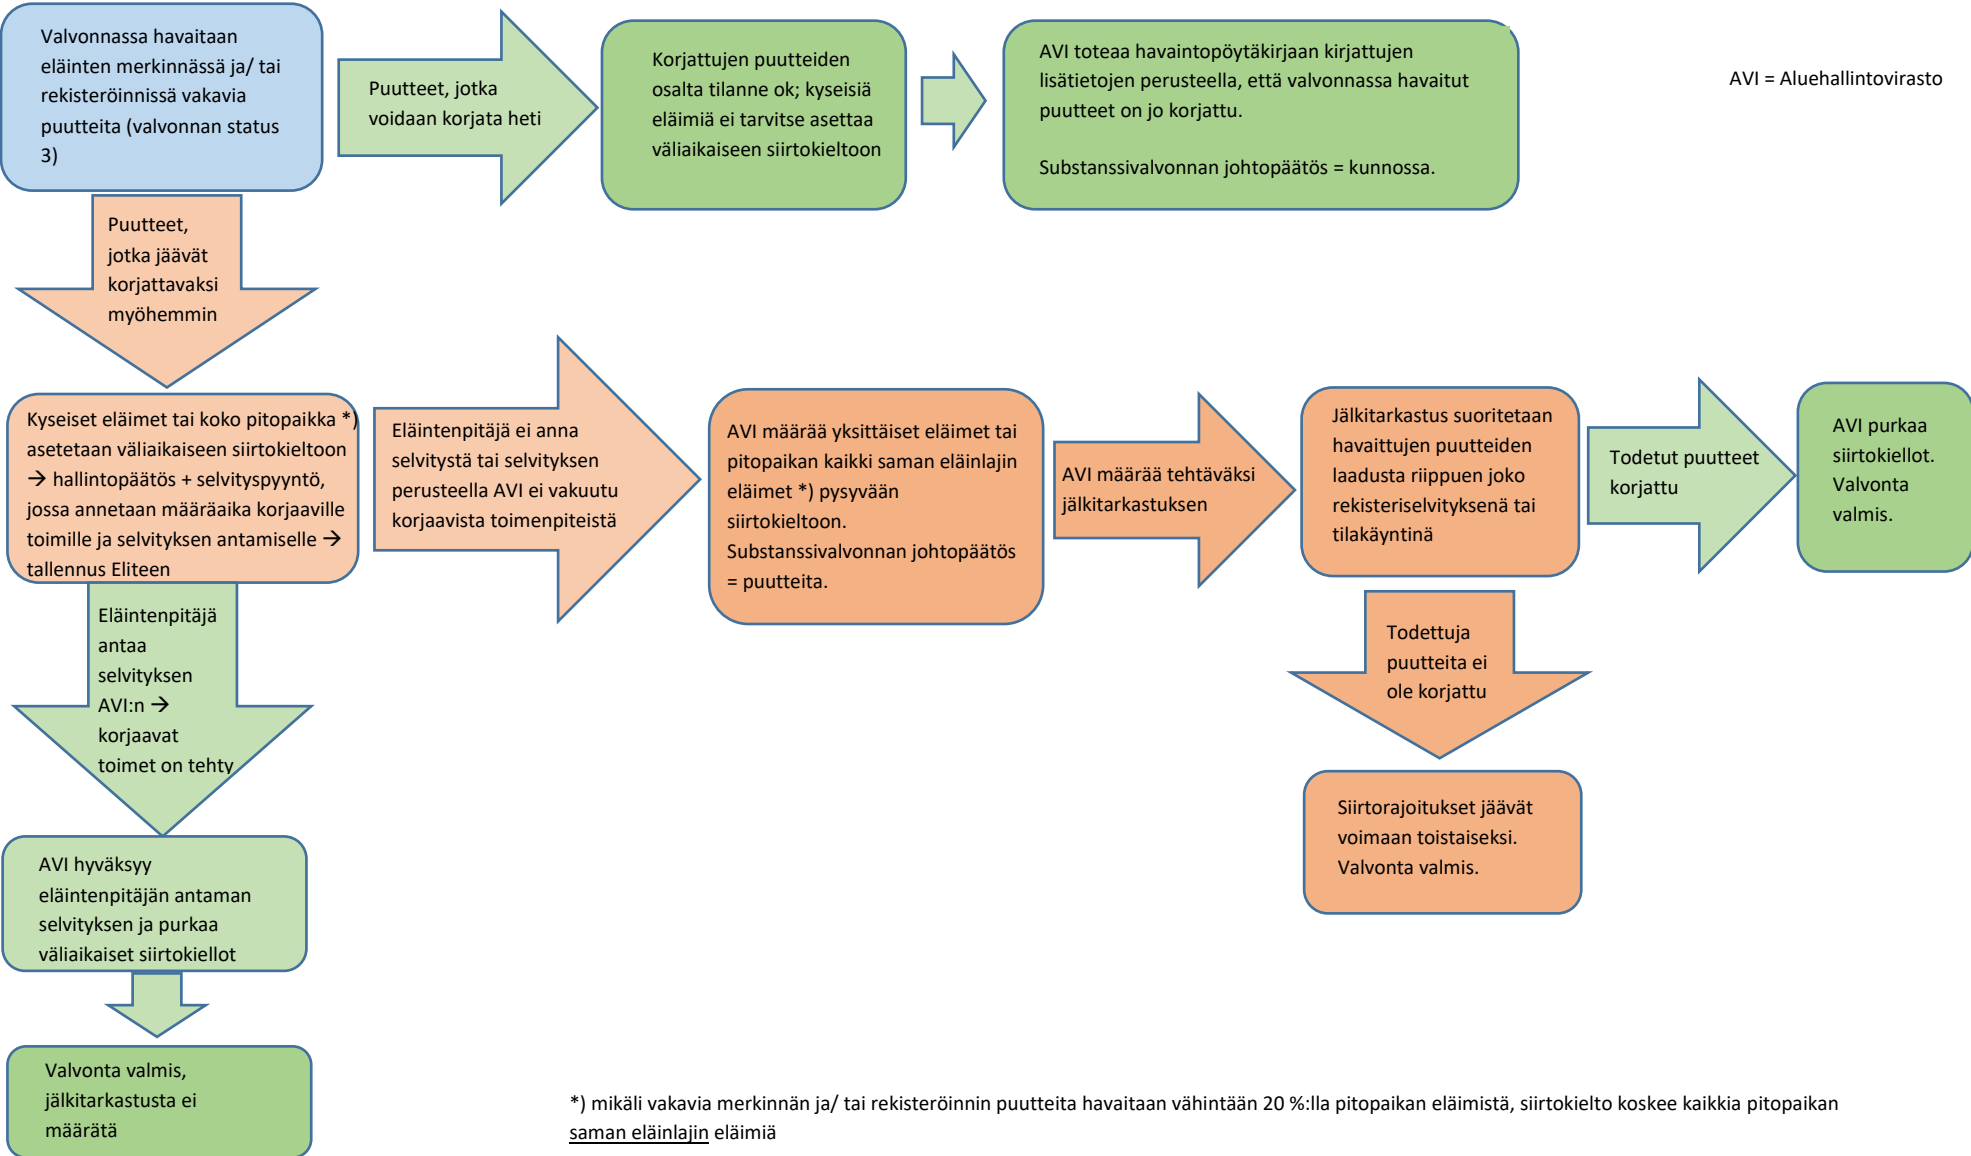 Valvonnassa havaitaan
eläinten merkinnässä ja/ tai
rekisteröinnissä vakavia
puutteita (valvonnan status
3)
Puutteet, jotka
voidaan korjata heti
Korjattujen puutteiden
osalta tilanne ok; kyseisiä
eläimiä ei tarvitse asettaa
väliaikaiseen siirtokieltoon
AVI toteaa havaintopöytäkirjaan kirjattujen
lisätietojen perusteella, että valvonnassa havaitut
puutteet on jo korjattu.
Substanssivalvonnan johtopäätös = kunnossa.
AVI = Aluehallintovirasto
Puutteet,
jotka jäävät
korjattavaksi
myöhemmin
Kyseiset eläimet tai koko pitopaikka *)
asetetaan väliaikaiseen siirtokieltoon
→ hallintopäätös + selvityspyyntö,
jossa annetaan määräaika korjaaville
toimille ja selvityksen antamiselle →
tallennus Eliteen
Eläintenpitäjä ei anna
selvitystä tai selvityksen
perusteella AVI ei vakuutu
korjaavista toimenpiteistä
AVI määrää yksittäiset eläimet tai
pitopaikan kaikki saman eläinlajin
eläimet *) pysyvään
siirtokieltoon.
Substanssivalvonnan johtopäätös
= puutteita.
AVI määrää tehtäväksi
jälkitarkastuksen
Jälkitarkastus suoritetaan
havaittujen puutteiden
laadusta riippuen joko
rekisteriselvityksenä tai
tilakäyntinä
Todetut puutteet
korjattu
AVI purkaa
siirtokiellot.
Valvonta
valmis.
Eläintenpitäjä
antaa
selvityksen
AVI:n →
korjaavat
toimet on tehty
Todettuja
puutteita ei
ole korjattu
Siirtorajoitukset jäävät
voimaan toistaiseksi.
Valvonta valmis.
AVI hyväksyy
eläintenpitäjän antaman
selvityksen ja purkaa
väliaikaiset siirtokiellot
Valvonta valmis,
jälkitarkastusta ei
määrätä
*) mikäli vakavia merkinnän ja/ tai rekisteröinnin puutteita havaitaan vähintään 20 %:lla pitopaikan eläimistä, siirtokielto koskee kaikkia pitopaikan
saman eläinlajin eläimiä